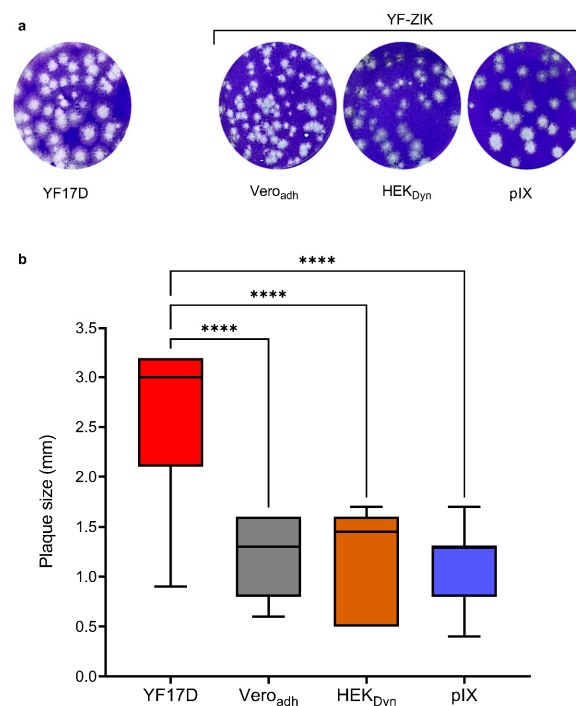 a
YF-ZIK
YF17D
Vero_adh
HEK_Dyn
pIX
b
****
****
****
3.5
3.0
2.5
2.0
1.5
1.0
0.5
0.0
Plaque size (mm)
YF17D
Vero_adh
HEK_Dyn
pIX